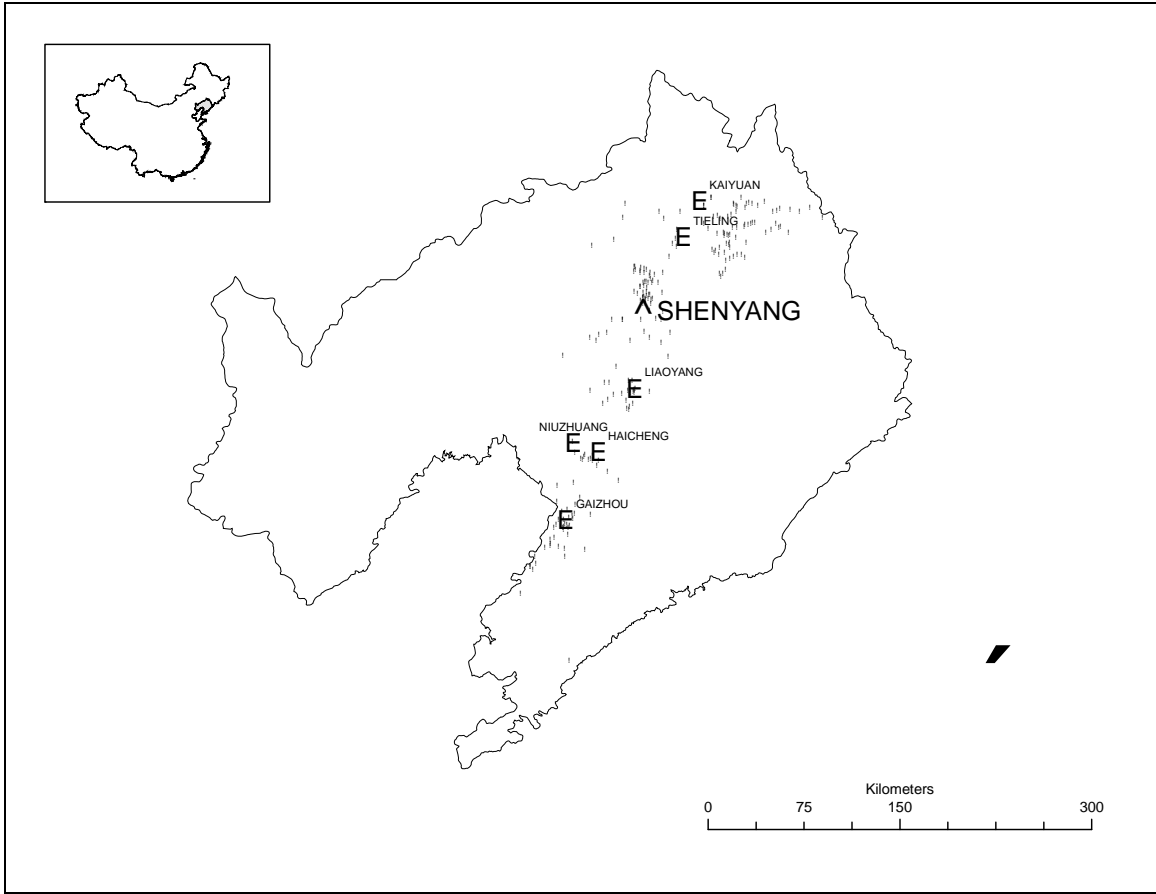 KAIYUAN
E
TIELING
E
^ SHENYANG
LIAOYANG
E
NIUZHUANG
E
HAICHENG
E
GAIZHOU
E
Kilometers
0 75 150 300